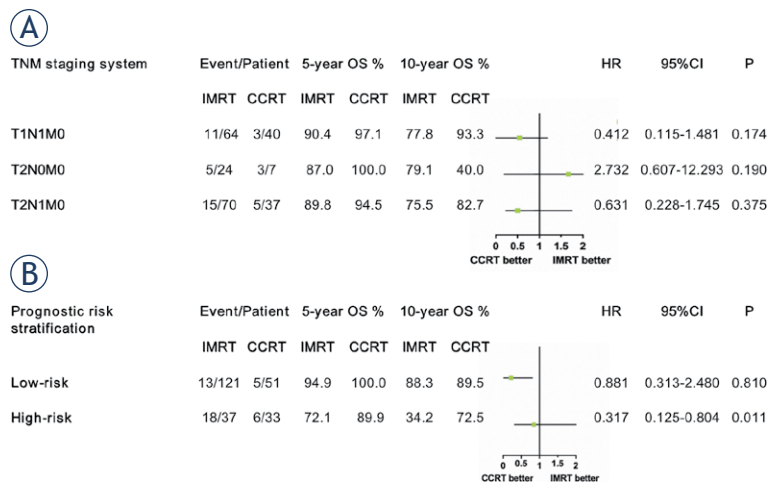 A
TNM staging system Event/Patient 5-year OS % 10-year OS % HR 95%CI P
IMRT CCRT IMRT CCRT IMRT CCRT
T1N1M0 11/64 3/40 90.4 97.1 77.8 93.3 0.412 0.115-1.481 0.174
T2N0M0 5/24 3/7 87.0 100.0 79.1 40.0 2.732 0.607-12.293 0.190
T2N1M0 15/70 5/37 89.8 94.5 75.5 82.7 0.631 0.228-1.745 0.375
0 0.5 1 1.5 2
CCRT better IMRT better
B
Prognostic risk Event/Patient 5-year OS % 10-year OS % HR 95%CI P
stratification
IMRT CCRT IMRT CCRT IMRT CCRT
Low-risk 13/121 5/51 94.9 100.0 88.3 89.5 0.881 0.313-2.480 0.810
High-risk 18/37 6/33 72.1 89.9 34.2 72.5 0.317 0.125-0.804 0.011
0 0.5 1 1.5 2
CCRT better IMRT better